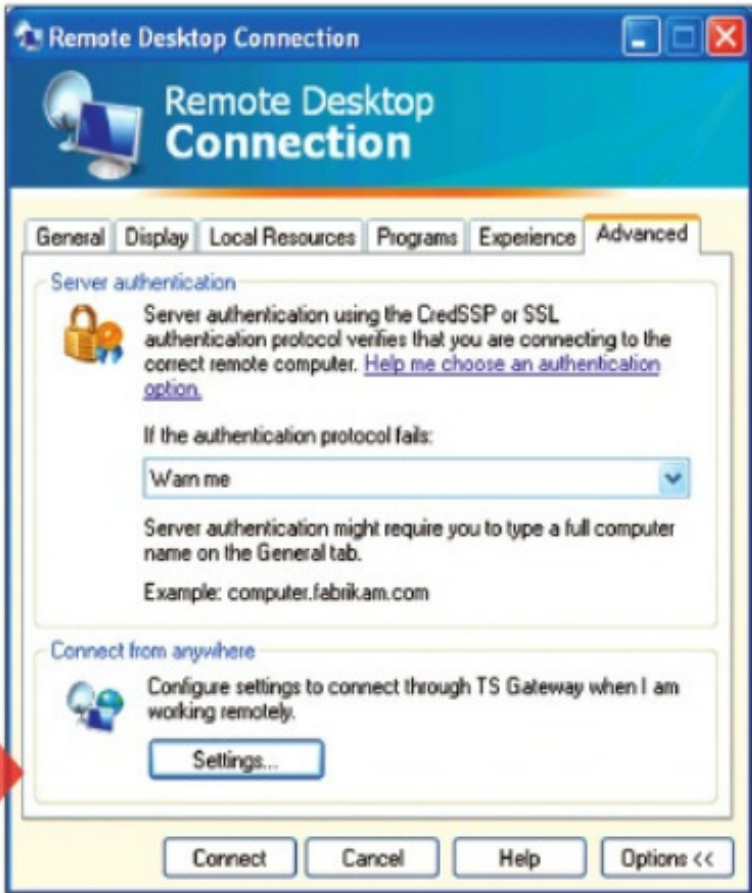 Remote Desktop Connection
Remote Desktop
Connection
General Display Local Resources Programs Experience Advanced
Server authentication
Server authentication using the CredSSP or SSL
authentication protocol verifies that you are connecting to the
correct remote computer. Help me choose an authentication
option.
If the authentication protocol fails:
Warn me
Server authentication might require you to type a full computer
name on the General tab.
Example: computer.fabrikam.com
Connect from anywhere
Configure settings to connect through TS Gateway when I am
working remotely.
Settings...
Connect Cancel Help Options <<